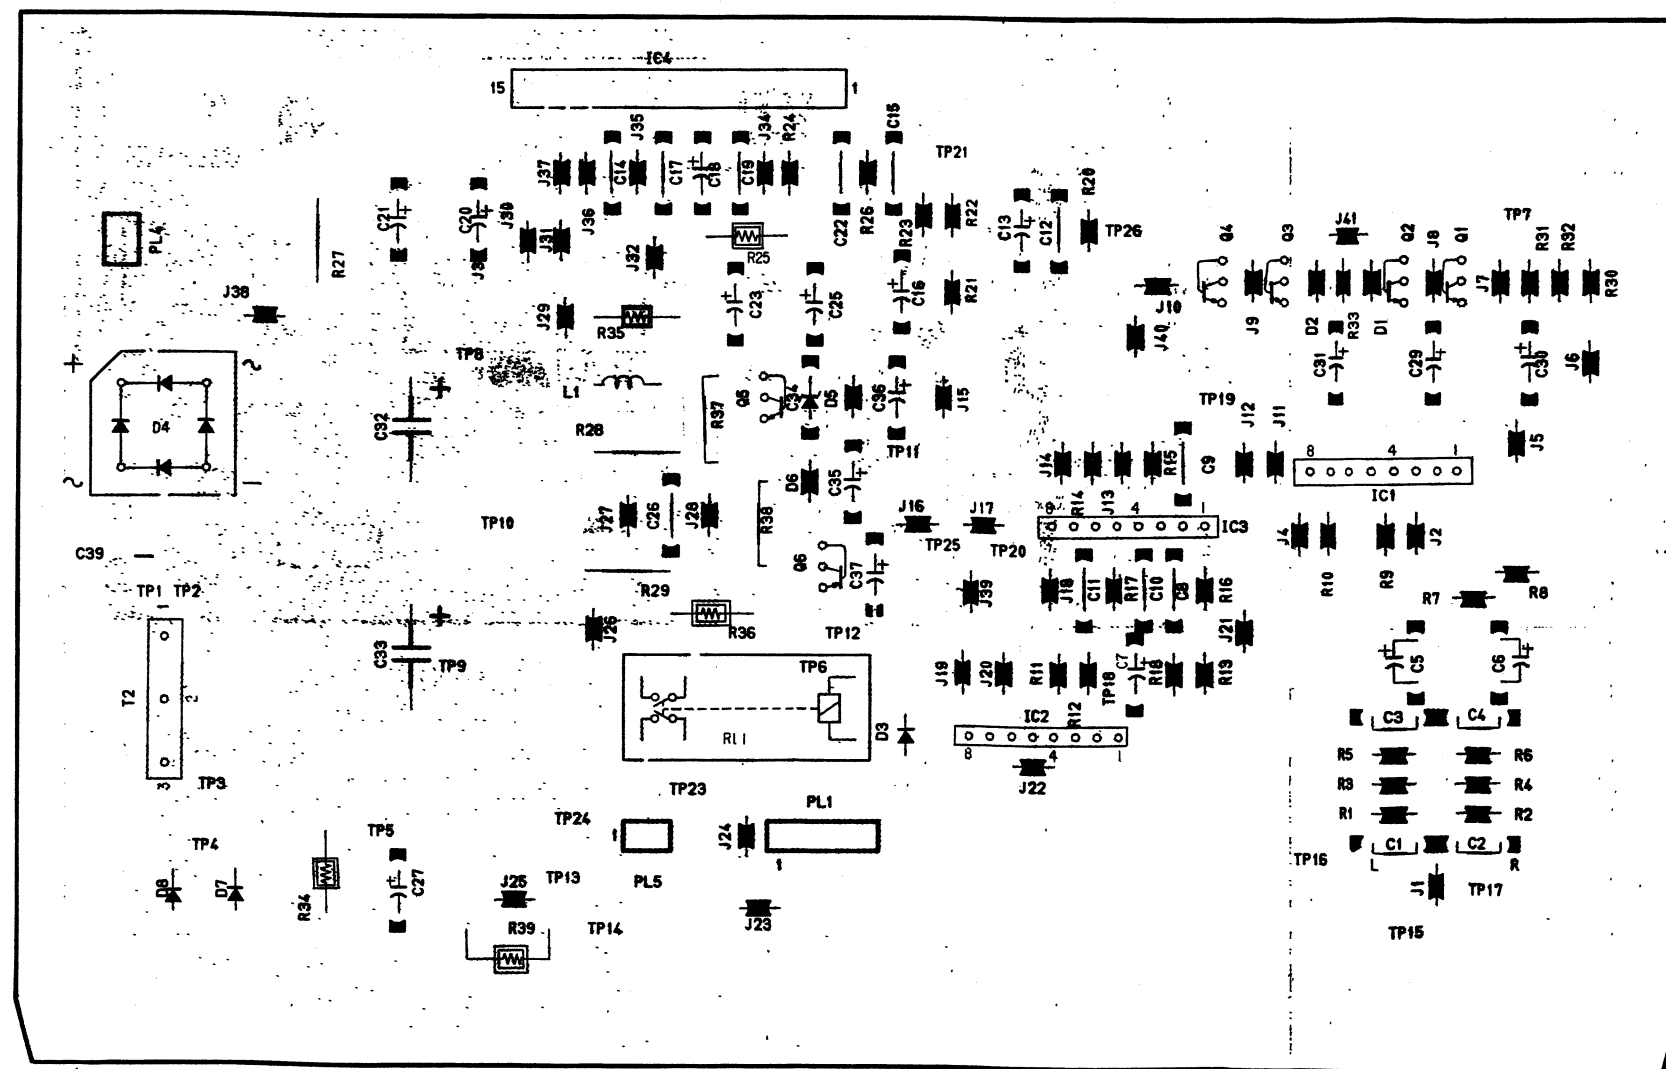 IC4
15 1
J35 J34 R24 C15
J37 C14 C17 C18 C19 TP21
J36 C22 R26 R23 R22 R20
PL4 C21 C20 J30 J31 J32 R25 C13 C12 TP26
R27 J3
Q4 Q3 J41 Q2 J8 Q1 TP7 R31 R32
J38 J29 R35 C23 C25 C16 R21 J10 J9 D2 R33 D1 J7 R30
J40 C31 C29 C30 J6
TP8
+ ~
D4 C32 + L1 R28 R37 Q5 C34 D5 C36 J15
TP19 J12 J11 J5
~
TP11 J14 R15 C9 8 4 1
IC1
D6 C35
TP10 J27 C26 J28 R38 J16 J17 R14 J13
8 4 1 IC3
TP25 TP20 J4 R10 R9 J2
C39 Q6 C37
TP1 TP2 R29 J39 J18 C11 R17 C10 C8 R16 R7 R8
1
+ J26 R36 TP12 J21
C33 TP9 TP6 J19 J20 R11 TP18 C7 R18 R13 C5 C6
T2 2
RL1 D3 IC2 R12 C3 C4
8 4 1
3 TP3 J22 R5 R6
TP23 R3 R4
PL1
TP24 1 J24 R1 R2
TP4 TP5 1 C1 C2
TP16 L R
D8 D7 R34 C27 J25 TP13 PL5 J1 TP17
R39 TP14 J23 TP15